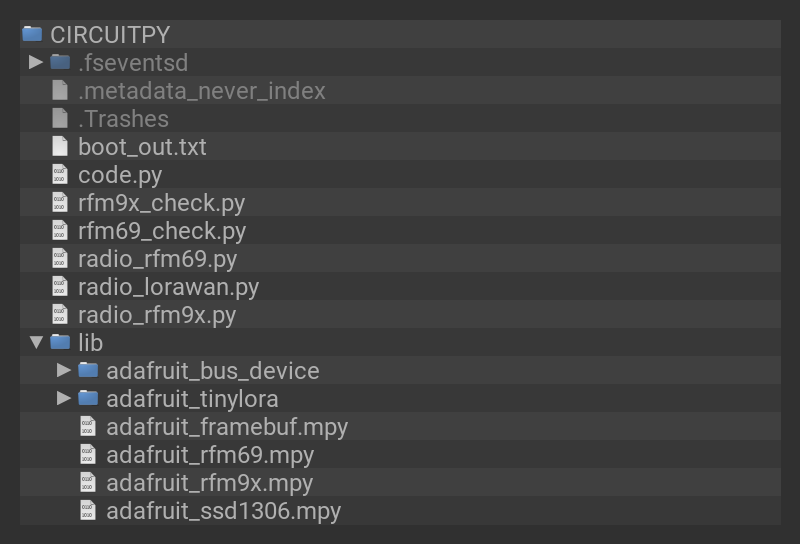 CIRCUITPY
.fseventsd
.metadata_never_index
.Trashes
boot_out.txt
code.py
rfm9x_check.py
rfm69_check.py
radio_rfm69.py
radio_lorawan.py
radio_rfm9x.py
lib
adafruit_bus_device
adafruit_tinylora
adafruit_framebuf.mpy
adafruit_rfm69.mpy
adafruit_rfm9x.mpy
adafruit_ssd1306.mpy